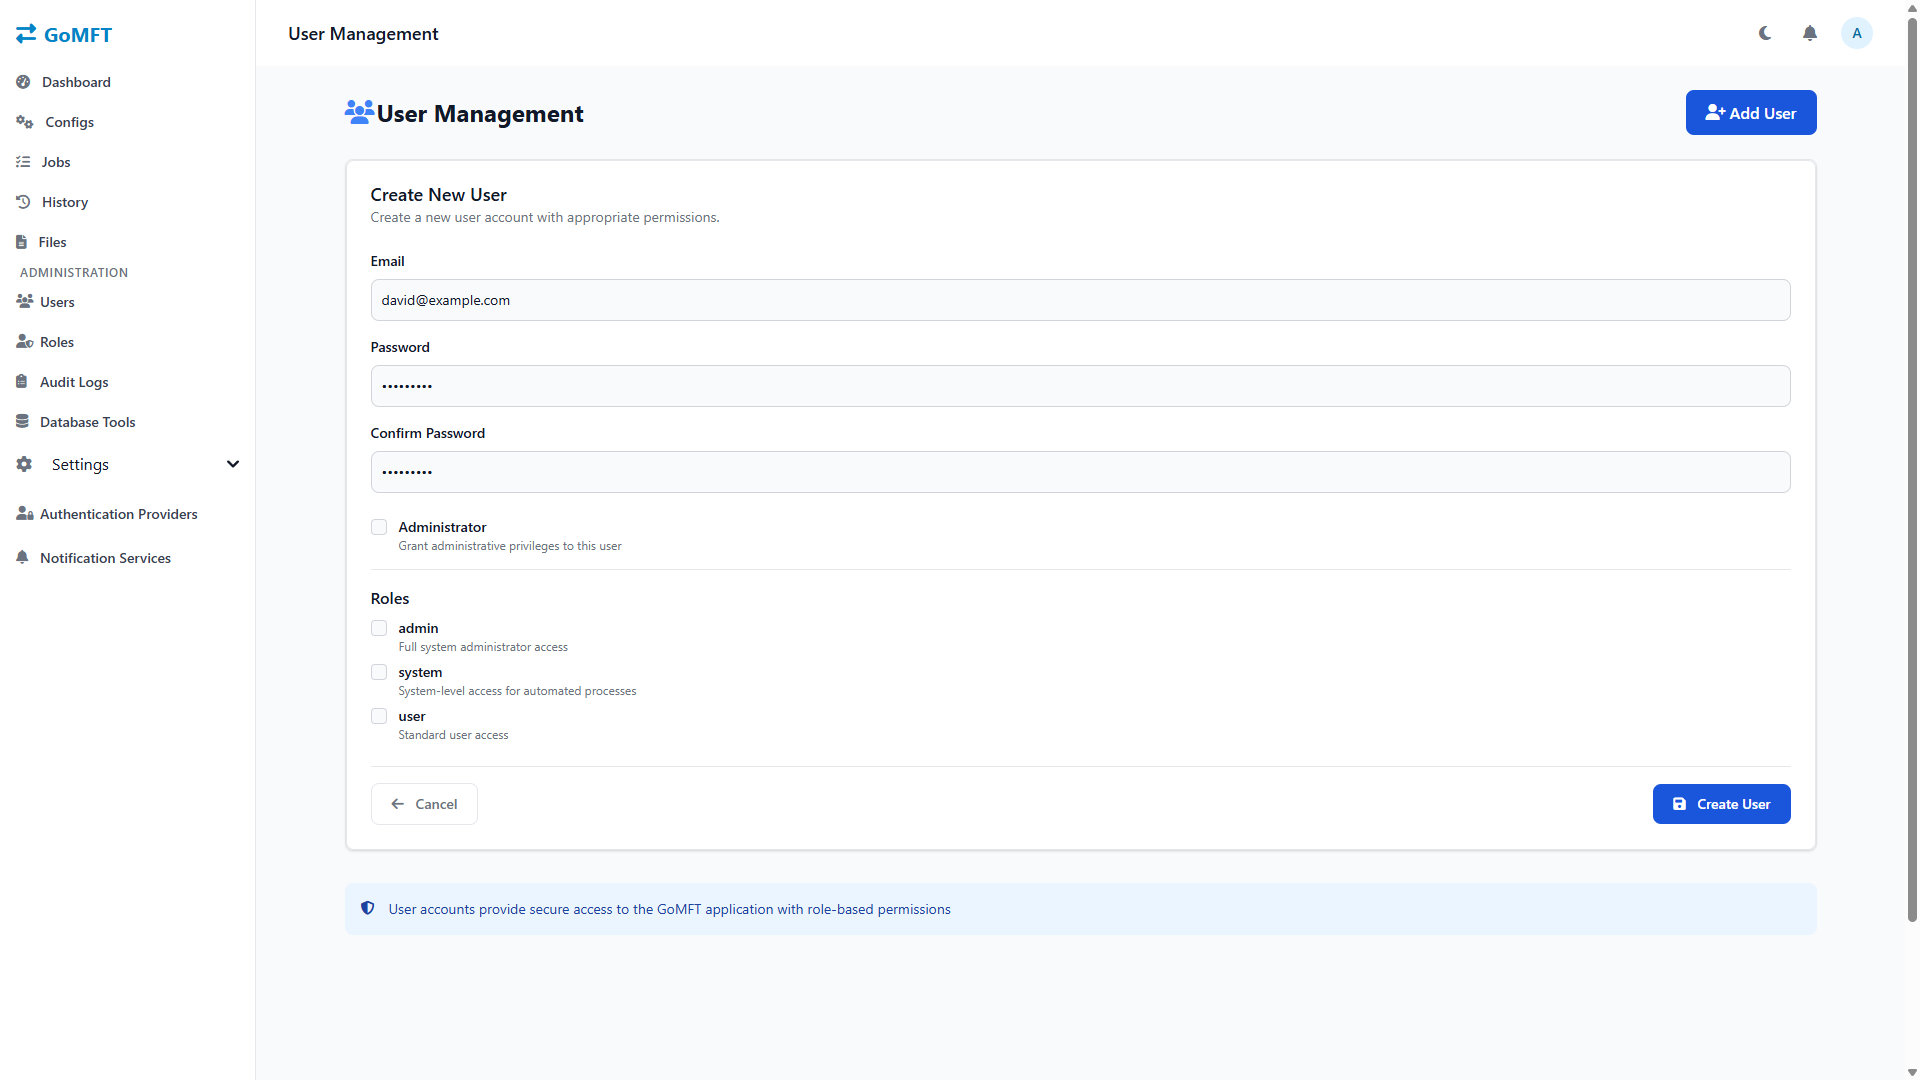 GoMFT
User Management
A
Dashboard
Configs
Jobs
History
Files
ADMINISTRATION
Users
Roles
Audit Logs
Database Tools
Settings
Authentication Providers
Notification Services
User Management
Add User
Create New User
Create a new user account with appropriate permissions.
Email
david@example.com
Password
•••••••••
Confirm Password
•••••••••
Administrator
Grant administrative privileges to this user
Roles
admin
Full system administrator access
system
System-level access for automated processes
user
Standard user access
Cancel
Create User
User accounts provide secure access to the GoMFT application with role-based permissions